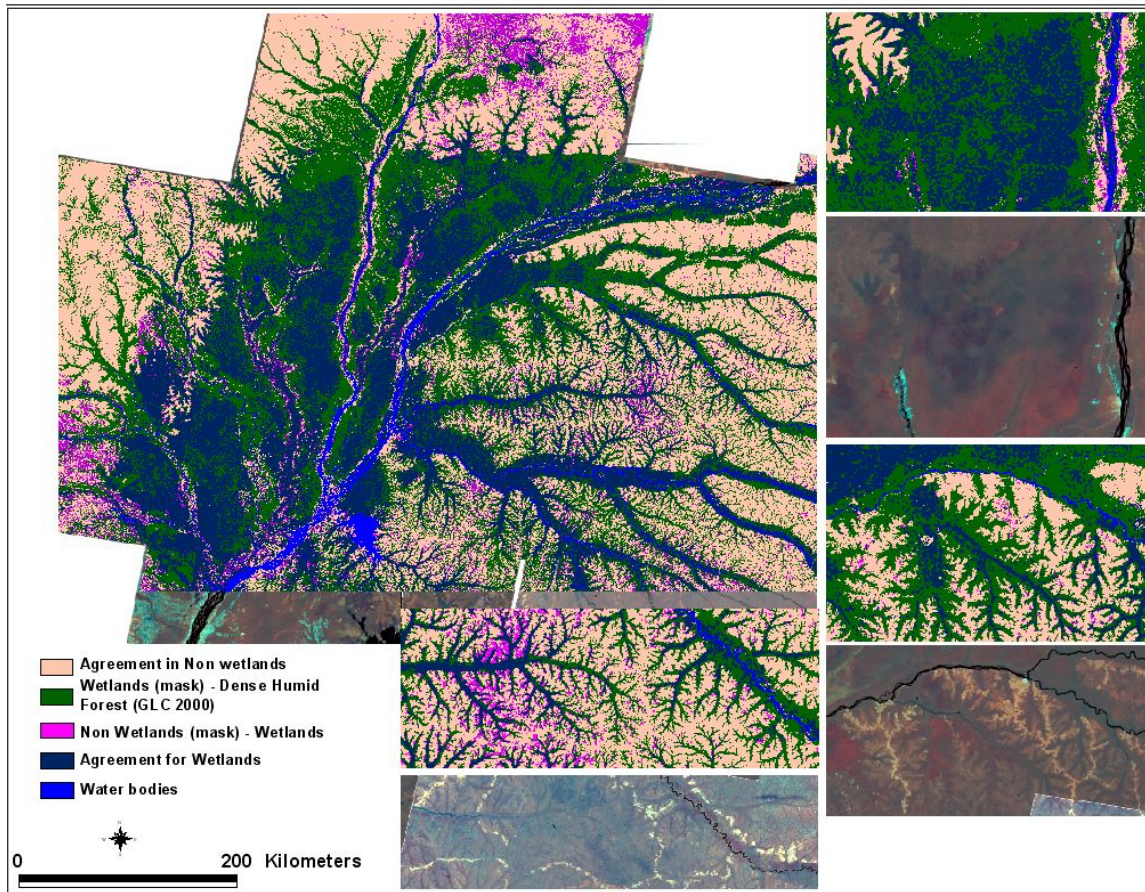 Agreement in Non wetlands
Wetlands (mask) - Dense Humid
Forest (GLC 2000)
Non Wetlands (mask) - Wetlands
Agreement for Wetlands
Water bodies
0 200 Kilometers